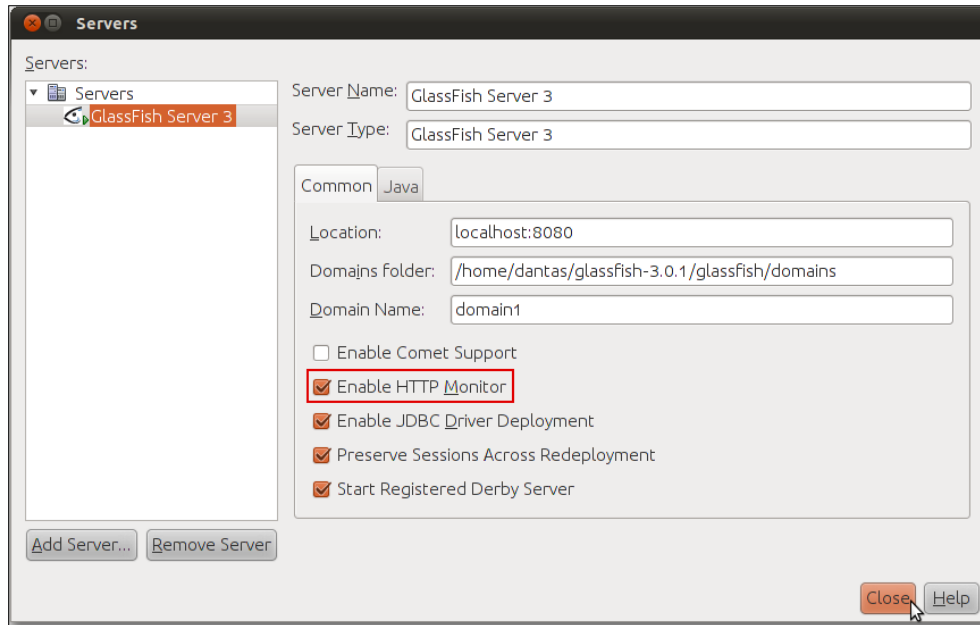 Servers
Servers:
Servers
GlassFish Server 3
Server Name: GlassFish Server 3
Server Type: GlassFish Server 3
Common Java
Location: localhost:8080
Domains folder: /home/dantas/glassfish-3.0.1/glassfish/domains
Domain Name: domain1
Enable Comet Support
Enable HTTP Monitor
Enable JDBC Driver Deployment
Preserve Sessions Across Redeployment
Start Registered Derby Server
Add Server... Remove Server
Close Help